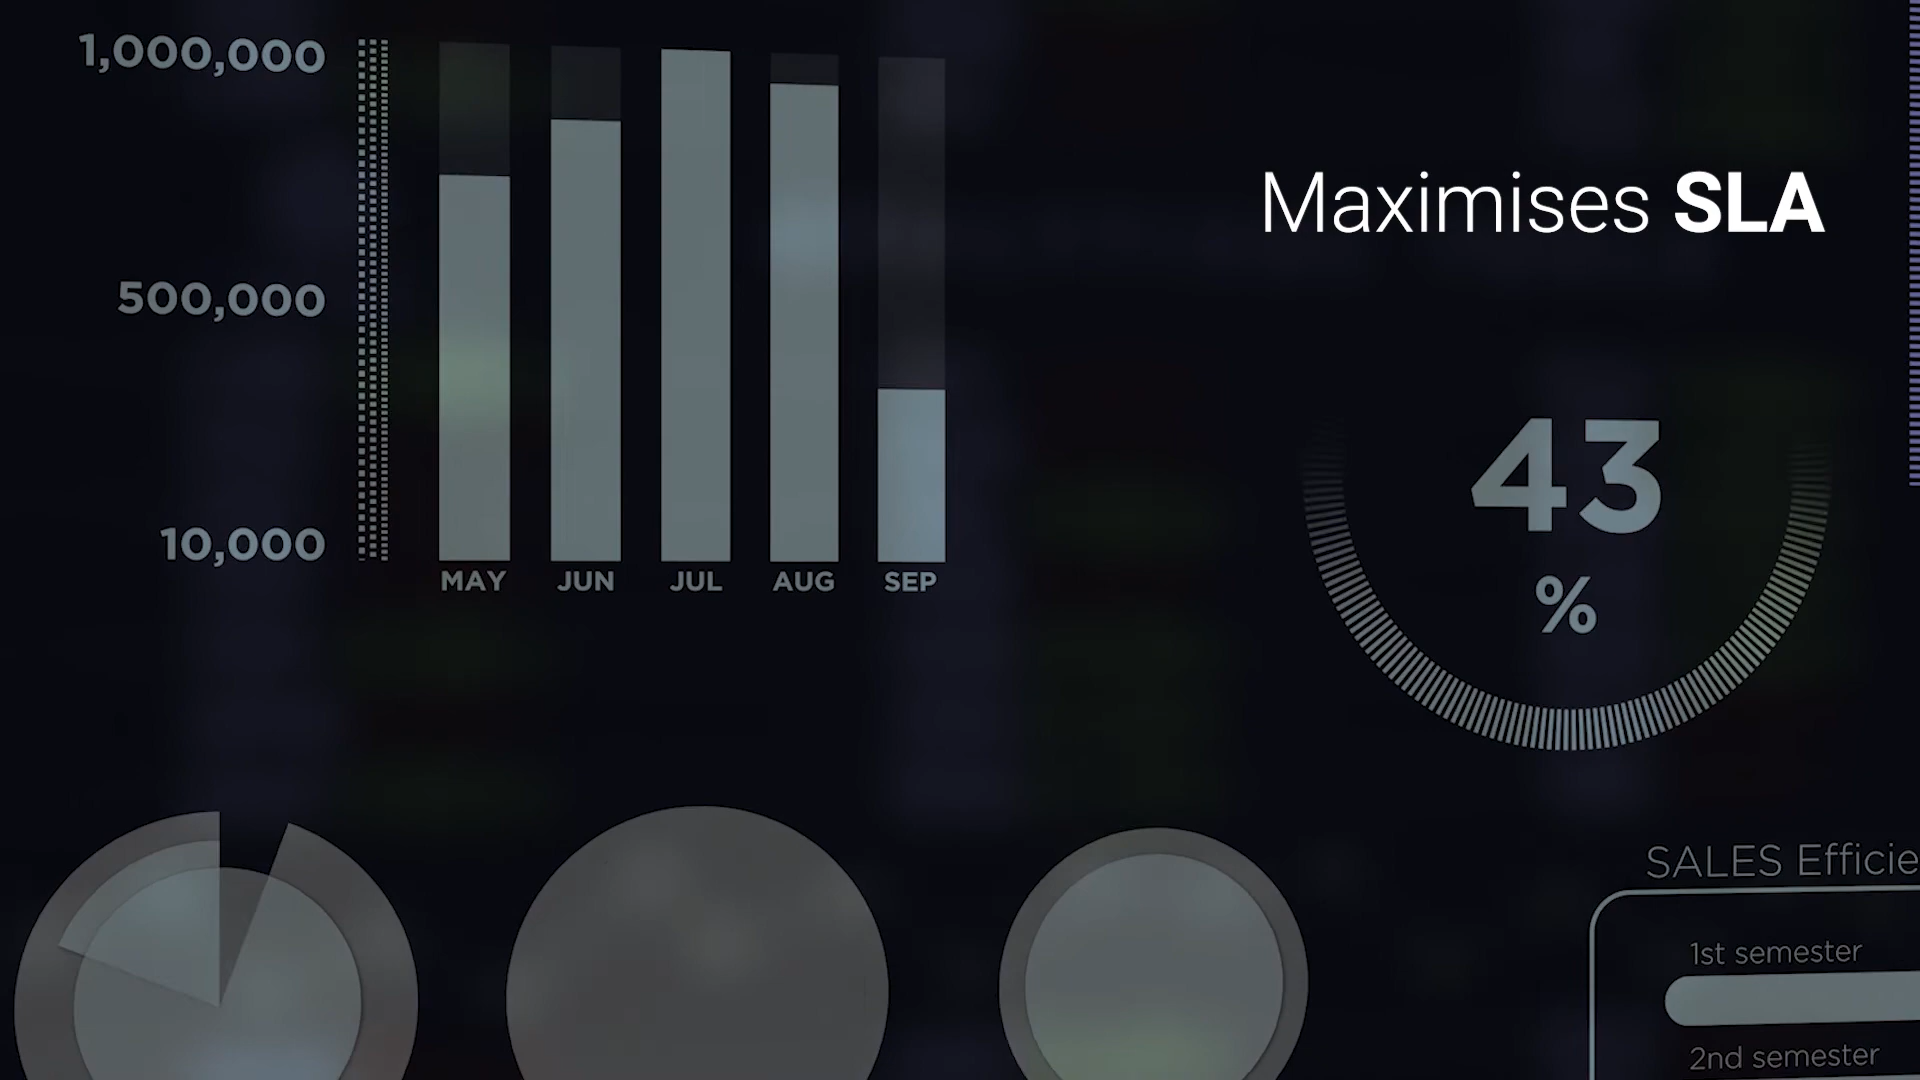 1,000,000
500,000
10,000
MAY JUN JUL AUG SEP
Maximises SLA
43
%
SALES Efficie
1st semester
2nd semester